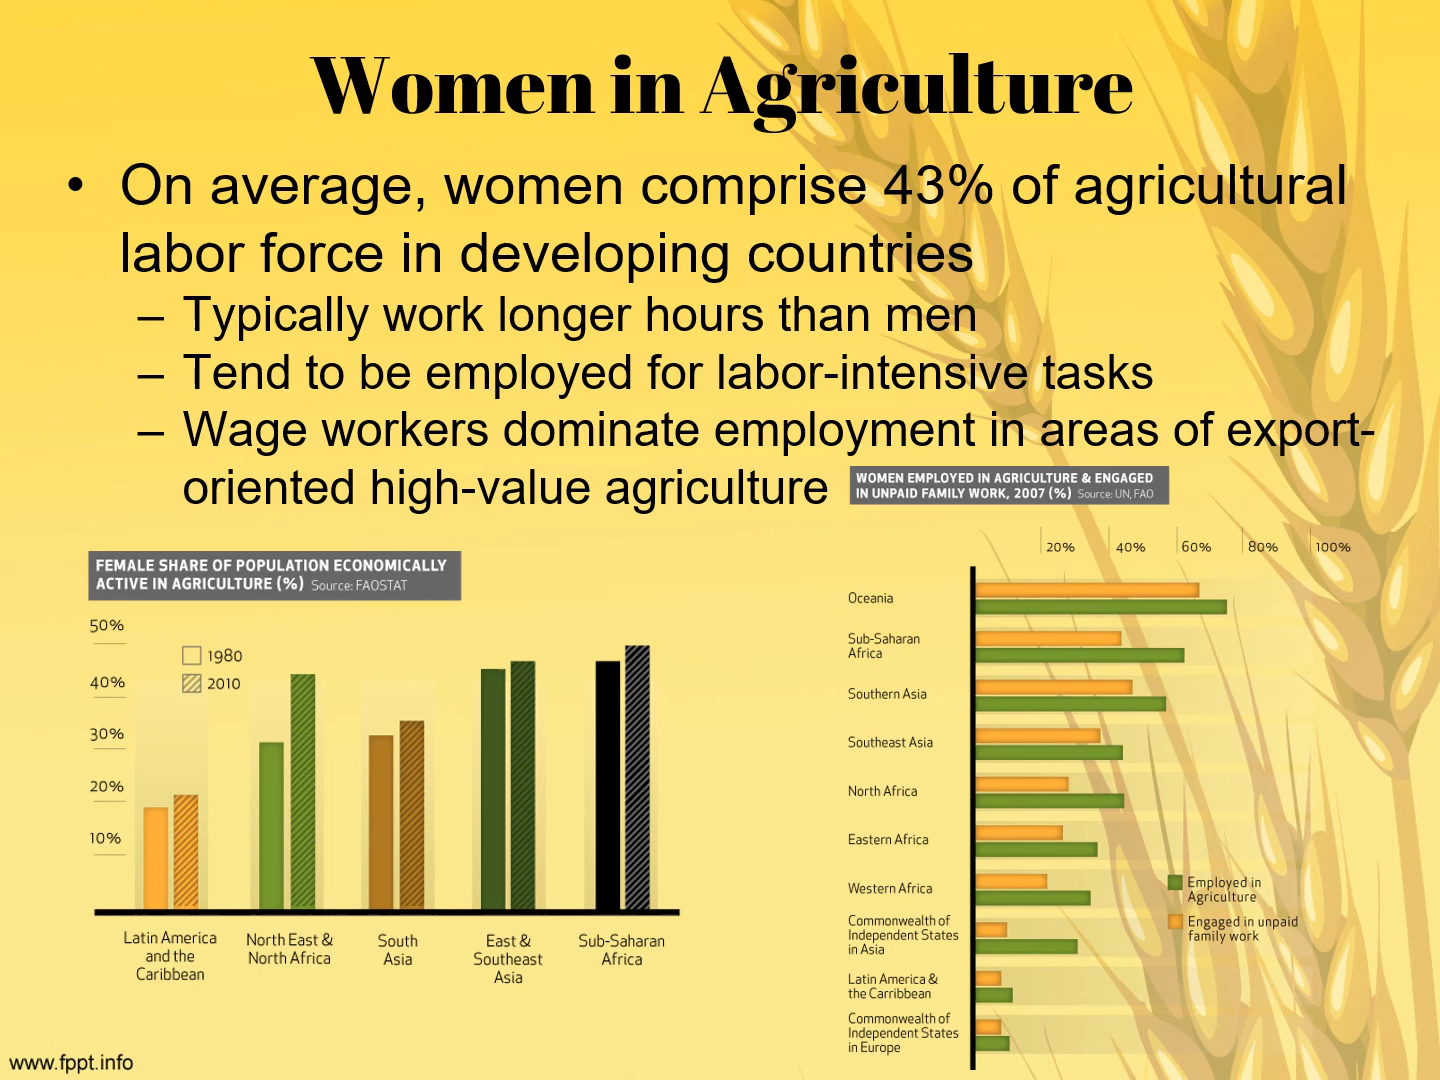 Women in Agriculture
• On average, women comprise 43% of agricultural
labor force in developing countries
– Typically work longer hours than men
– Tend to be employed for labor-intensive tasks
– Wage workers dominate employment in areas of export-
oriented high-value agriculture
FEMALE SHARE OF POPULATION ECONOMICALLY
ACTIVE IN AGRICULTURE (%) Source: FAOSTAT
50%
40%
30%
20%
10%
1980
2010
Latin America
and the
Caribbean
North East &
North Africa
South
Asia
East &
Southeast
Asia
Sub-Saharan
Africa
WOMEN EMPLOYED IN AGRICULTURE & ENGAGED
IN UNPAID FAMILY WORK, 2007 (%) Source: UN, FAO
20% 40% 60% 80% 100%
Oceania
Sub-Saharan
Africa
Southern Asia
Southeast Asia
North Africa
Eastern Africa
Western Africa
Commonwealth of
Independent States
in Asia
Latin America &
the Carribbean
Commonwealth of
Independent States
in Europe
Employed in
Agriculture
Engaged in unpaid
family work
www.fppt.info